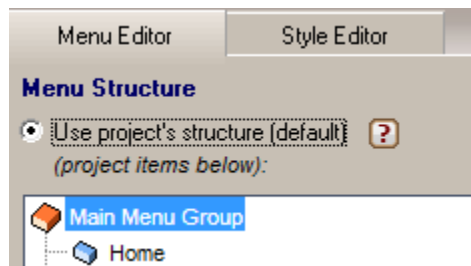 Menu Editor Style Editor
Menu Structure
Use project's structure (default) ?
(project items below):
Main Menu Group
Home